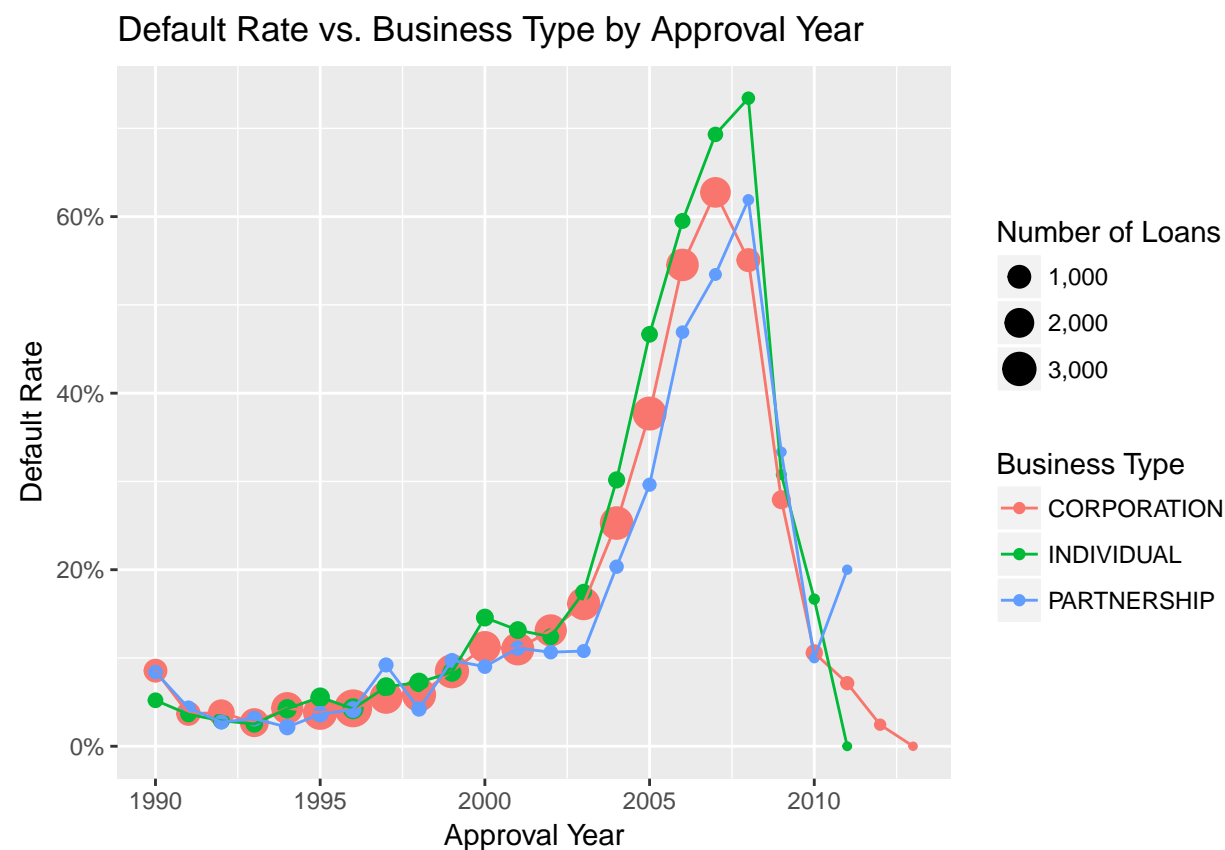 Default Rate vs. Business Type by Approval Year
Default Rate
60%
40%
20%
0%
1990 1995 2000 2005 2010
Approval Year
Number of Loans
1,000
2,000
3,000
Business Type
CORPORATION
INDIVIDUAL
PARTNERSHIP